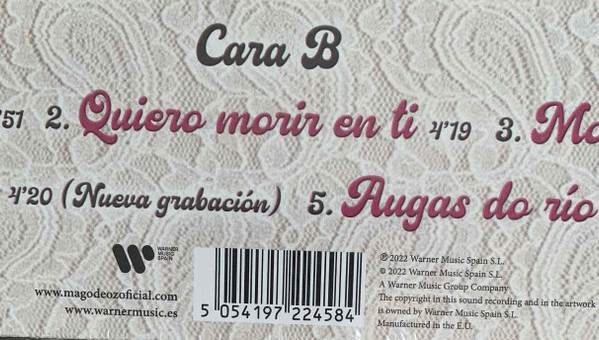 Cara B
'51 2. Quiero morir en ti 4'19 3. Mo
4'20 (Nueva grabación) 5. Augas do río
WARNER
MUSIC
SPAIN
www.magodeozoficial.com
www.warnermusic.es
5 054197 224584
℗ 2022 Warner Music Spain S.L.
© 2022 Warner Music Spain S.L.
A Warner Music Group Company
The copyright in this sound recording and in the artwork
is owned by Warner Music Spain S.L.
Manufactured In the E.U.